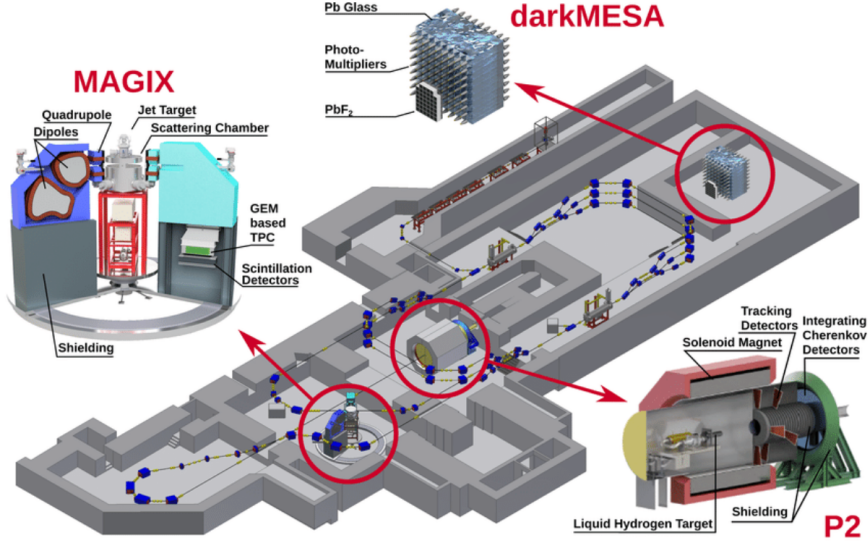 darkMESA
Pb Glass
Photo-
Multipliers
PbF2
MAGIX
Quadrupole
Dipoles
Jet Target
Scattering Chamber
GEM
based
TPC
Scintillation
Detectors
Shielding
Tracking
Detectors
Integrating
Cherenkov
Detectors
Solenoid Magnet
Liquid Hydrogen Target
Shielding
P2